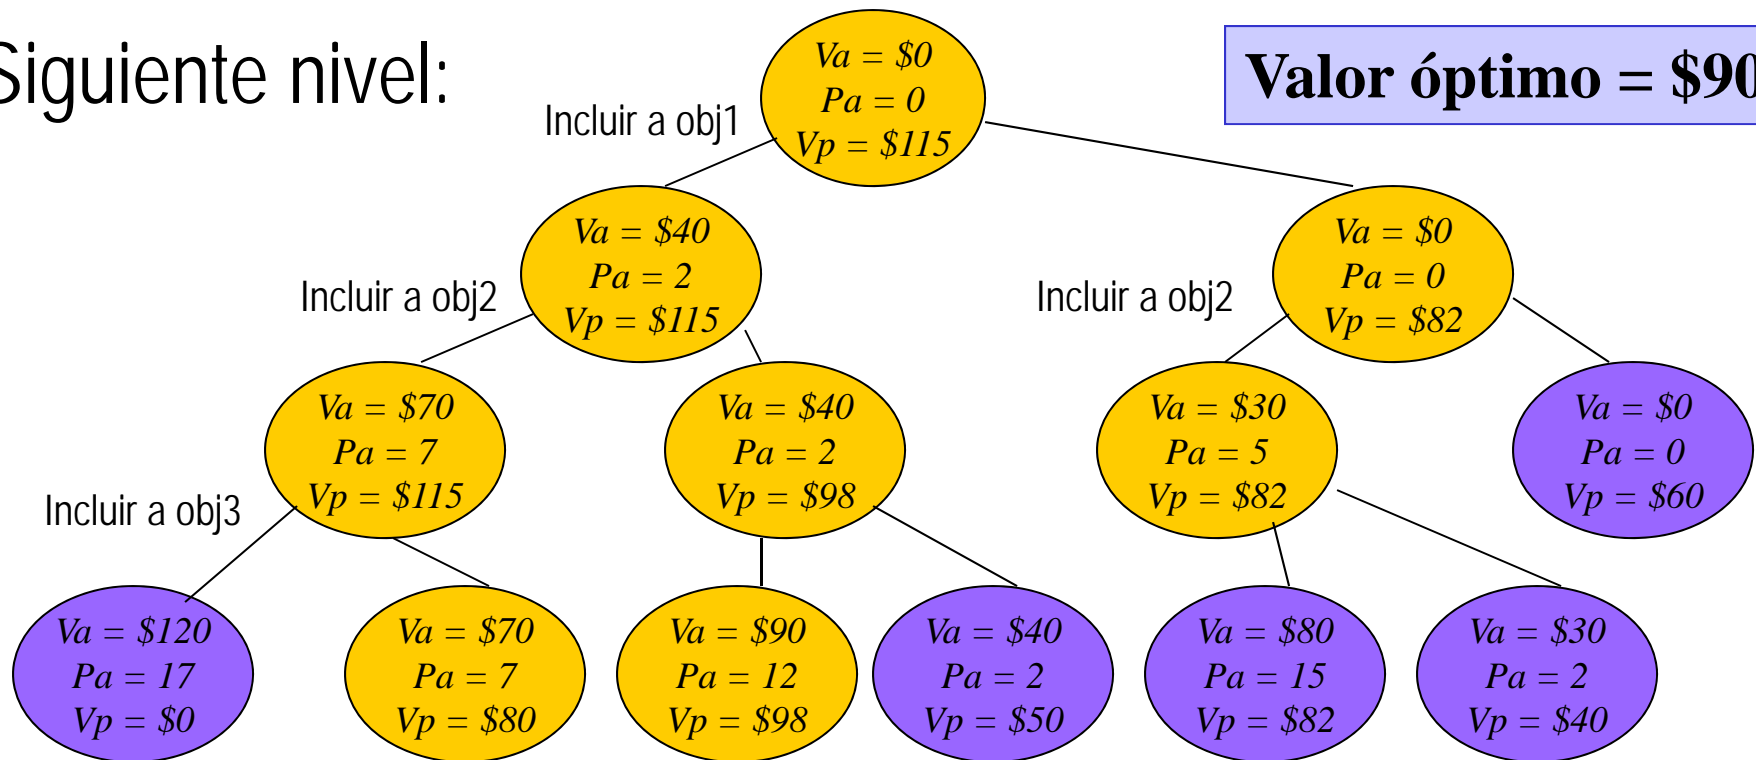 Siguiente nivel:
Valor óptimo = $90
Va = $0
Pa = 0
Vp = $115
Incluir a obj1
Va = $40
Pa = 2
Vp = $115
Va = $0
Pa = 0
Vp = $82
Incluir a obj2
Incluir a obj2
Va = $70
Pa = 7
Vp = $115
Va = $40
Pa = 2
Vp = $98
Va = $30
Pa = 5
Vp = $82
Va = $0
Pa = 0
Vp = $60
Incluir a obj3
Va = $120
Pa = 17
Vp = $0
Va = $70
Pa = 7
Vp = $80
Va = $90
Pa = 12
Vp = $98
Va = $40
Pa = 2
Vp = $50
Va = $80
Pa = 15
Vp = $82
Va = $30
Pa = 2
Vp = $40